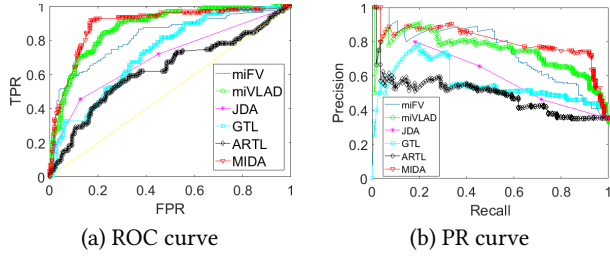 1
0.8
0.6
0.4
0.2
0
TPR
0 0.2 0.4 0.6 0.8 1
FPR
miFV
miVLAD
JDA
GTL
ARTL
MIDA
(a) ROC curve
1
0.8
0.6
0.4
0.2
0
Precision
0 0.2 0.4 0.6 0.8 1
Recall
miFV
miVLAD
JDA
GTL
ARTL
MIDA
(b) PR curve